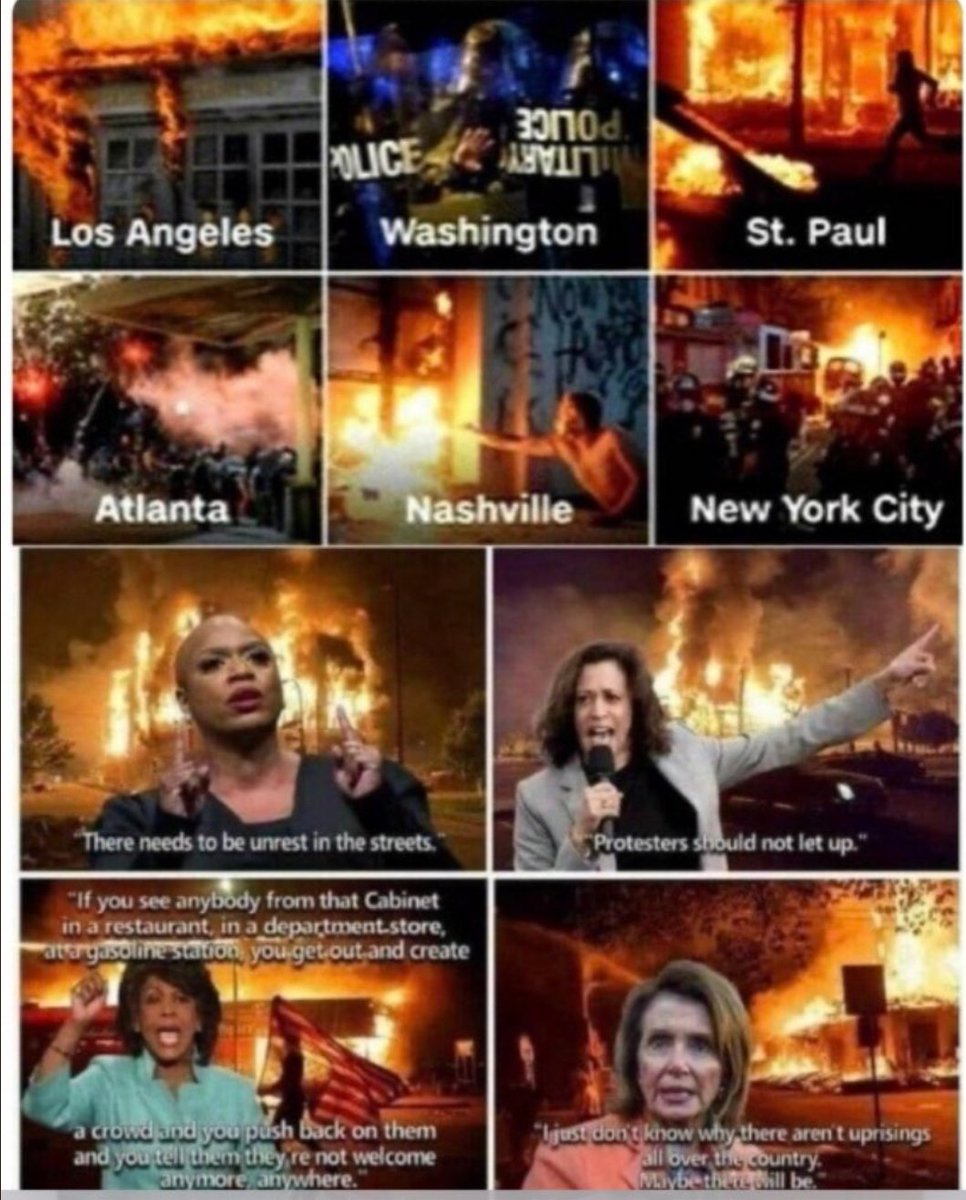 Los Angeles
POLICE
POLICE
MILITARY
Washington
St. Paul
Atlanta
Nashville
New York City
"There needs to be unrest in the streets."
"Protesters should not let up."
"If you see anybody from that Cabinet
in a restaurant, in a department store,
at a gasoline station, you get out and create
a crowd and you push back on them
and you tell them they're not welcome
anymore, anywhere."
"I just don't know why there aren't uprisings
all over the country.
Maybe there will be."